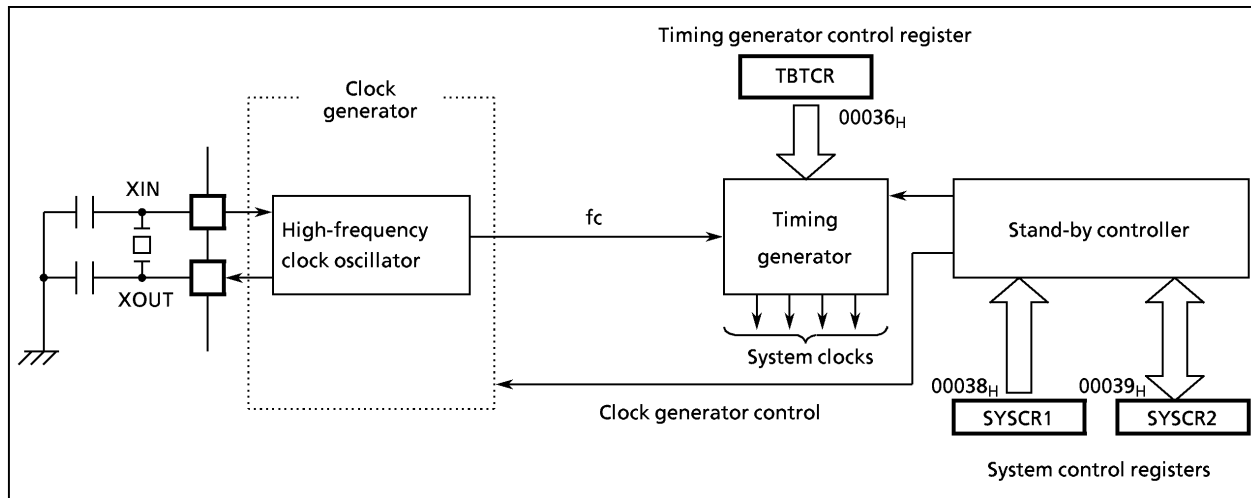 Timing generator control register
TBTCR
00036H
Clock
generator
XIN
XOUT
High-frequency
clock oscillator
fc
Timing
generator
Stand-by controller
System clocks
Clock generator control
00038H
00039H
SYSCR1
SYSCR2
System control registers